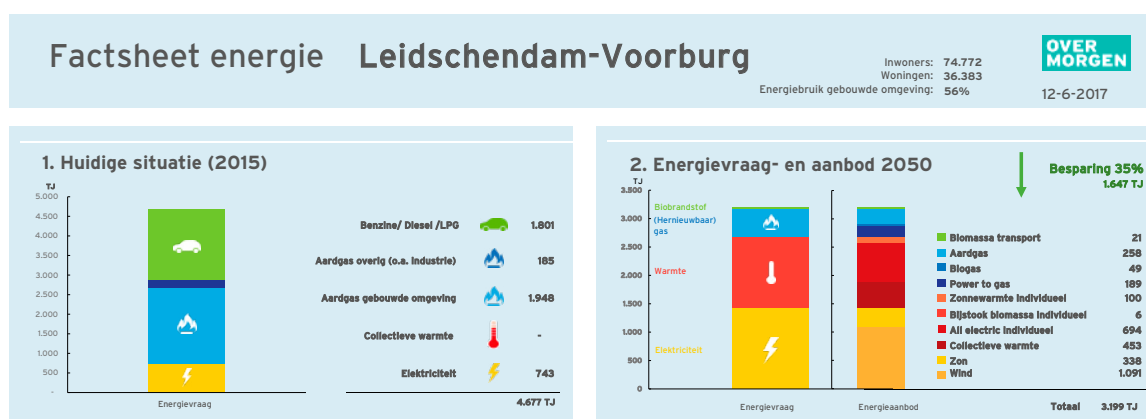 Factsheet energie Leidschendam-Voorburg
Inwoners: 74.772
Woningen: 36.383
Energiebruik gebouwde omgeving: 56%
OVER
MORGEN
12-6-2017
1. Huidige situatie (2015)
TJ
5.000
4.500
4.000
3.500
3.000
2.500
2.000
1.500
1.000
500
-
Energievraag
Benzine/ Diesel /LPG 1.801
Aardgas overig (o.a. industrie) 185
Aardgas gebouwde omgeving 1.948
Collectieve warmte -
Elektriciteit 743
4.677 TJ
2. Energievraag- en aanbod 2050
Besparing 35%
1.647 TJ
TJ
3.500
3.000
2.500
2.000
1.500
1.000
500
0
Biobrandstof
(Hernieuwbaar)
gas
Warmte
Elektriciteit
Energievraag
Energieaanbod
Biomassa transport 21
Aardgas 258
Biogas 49
Power to gas 189
Zonnewarmte individueel 100
Bijstook biomassa individueel 6
All electric individueel 694
Collectieve warmte 453
Zon 338
Wind 1.091
Totaal 3.199 TJ